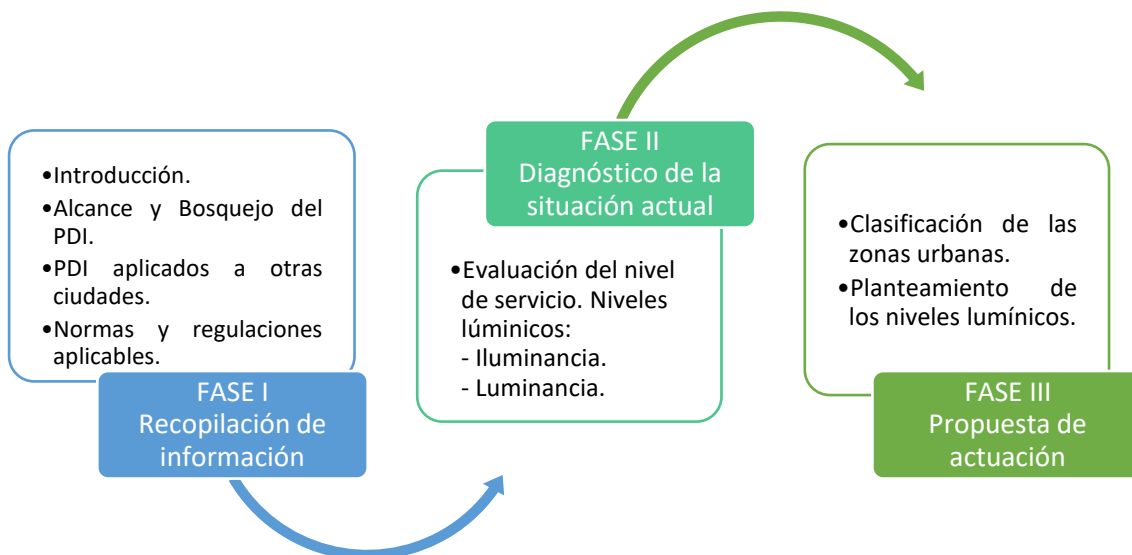 •Introducción.
•Alcance y Bosquejo del
PDI.
•PDI aplicados a otras
ciudades.
•Normas y regulaciones
aplicables.
FASE I
Recopilación de
información
FASE II
Diagnóstico de la
situación actual
•Evaluación del nivel
de servicio. Niveles
lúminicos:
- Iluminancia.
- Luminancia.
•Clasificación de las
zonas urbanas.
•Planteamiento de
los niveles lumínicos.
FASE III
Propuesta de
actuación